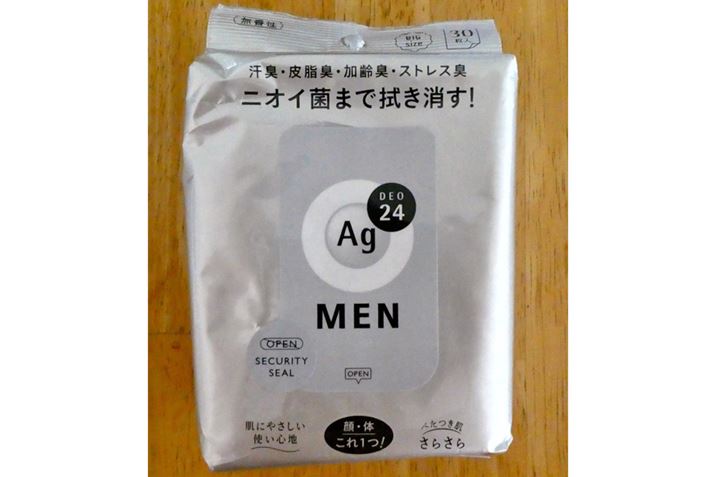 無香性
BIG
SIZE
30
枚入
汗臭・皮脂臭・加齢臭・ストレス臭
ニオイ菌まで拭き消す!
DEO
24
Ag
MEN
OPEN
SECURITY
SEAL
OPEN
肌にやさしい
使い心地
顔・体
これ1つ!
べたつき肌
さらさら